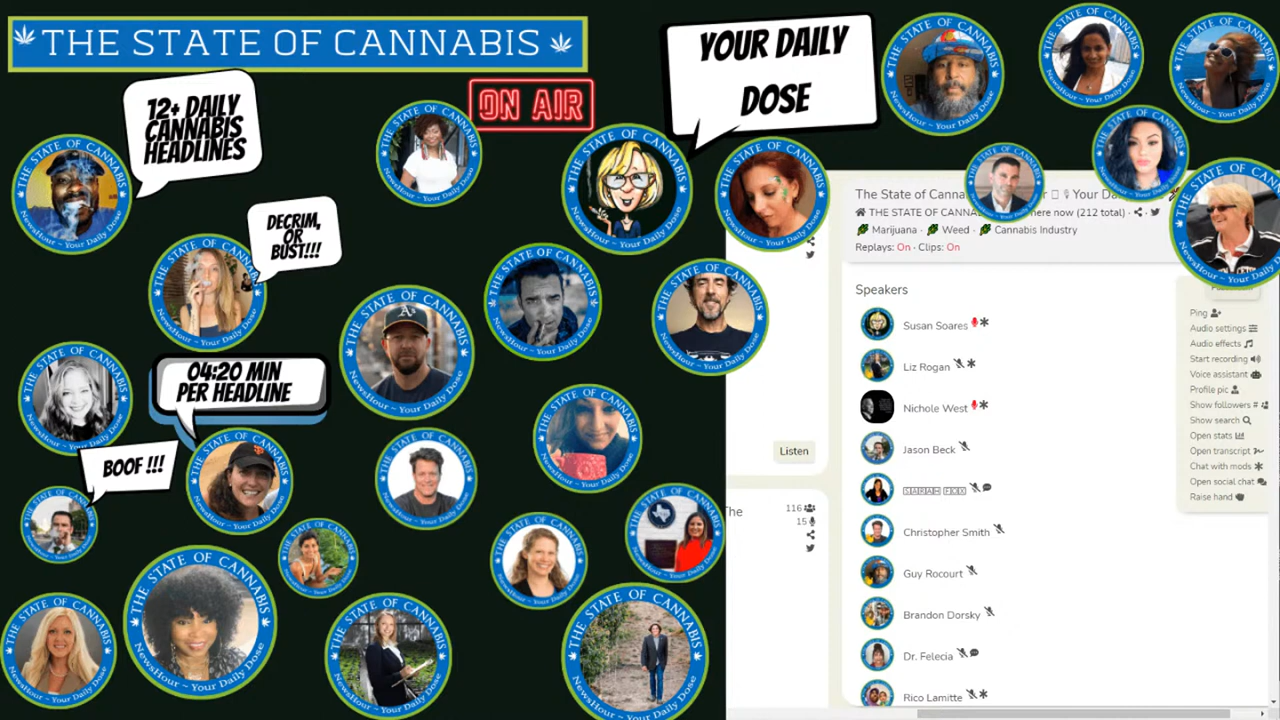 THE STATE OF CANNABIS
ON AIR
YOUR DAILY
DOSE
12+ DAILY
CANNABIS
HEADLINES
DECRIM,
OR
BUST!!!
04:20 MIN
PER HEADLINE
BOOF !!!
THE STATE OF CANNABIS
NewsHour ~ Your Daily Dose
The State of Canna
Your Do
THE STATE OF CANNA
here now (212 total)
Marijuana · Weed · Cannabis Industry
Replays: On · Clips: On
Speakers
Susan Soares
Liz Rogan
Nichole West
Jason Beck
SARAH FOX
Christopher Smith
Guy Rocourt
Brandon Dorsky
Dr. Felecia
Rico Lamitte
Listen
The
116
15
Ping
Audio settings
Audio effects
Start recording
Voice assistant
Profile pic
Show followers #
Show search
Open stats
Open transcript
Chat with mods
Open social chat
Raise hand